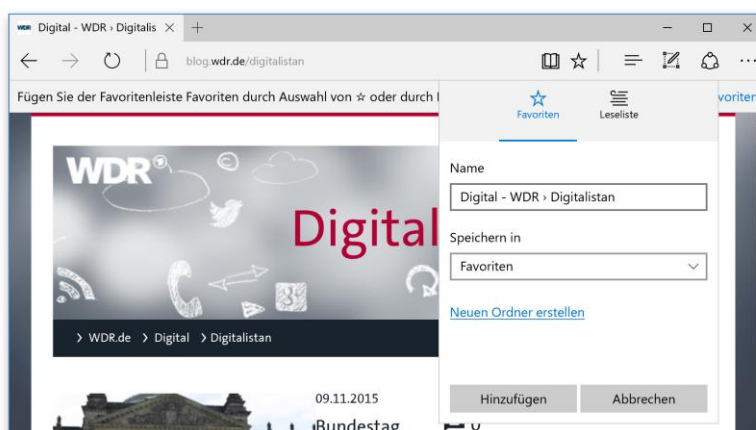 WDR Digital - WDR › Digitalis
blog.wdr.de/digitalistan
Fügen Sie der Favoritenleiste Favoriten durch Auswahl von ☆ oder durch
Favoriten
Leseliste
Name
Digital - WDR › Digitalistan
Speichern in
Favoriten
Neuen Ordner erstellen
Hinzufügen
Abbrechen
WDR
Digital
> WDR.de > Digital > Digitalistan
09.11.2015
Bundestag
0